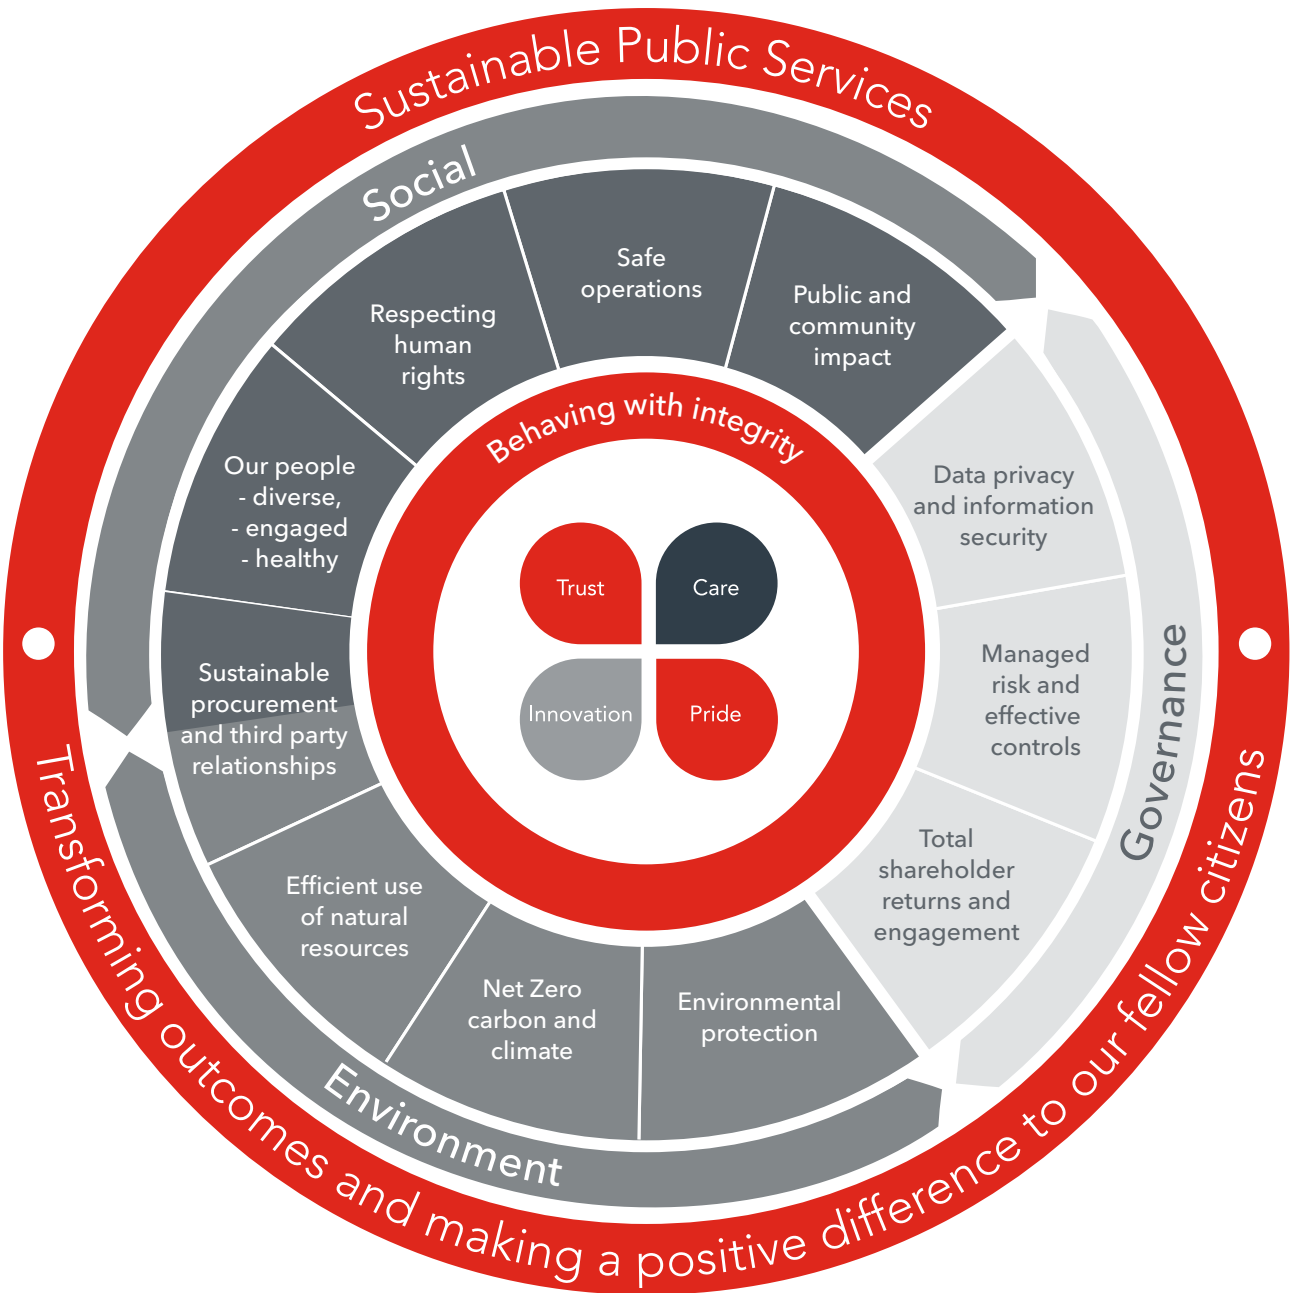 Sustainable Public Services
Social
Safe
operations
Public and
community
impact
Respecting
human
rights
Our people
- diverse,
- engaged
- healthy
Sustainable
procurement
and third party
relationships
Behaving with integrity
Trust
Care
Innovation
Pride
Data privacy
and information
security
Managed
risk and
effective
controls
Total
shareholder
returns and
engagement
Governance
Efficient use
of natural
resources
Net Zero
carbon and
climate
Environmental
protection
Environment
Transforming outcomes and making a positive difference to our fellow citizens